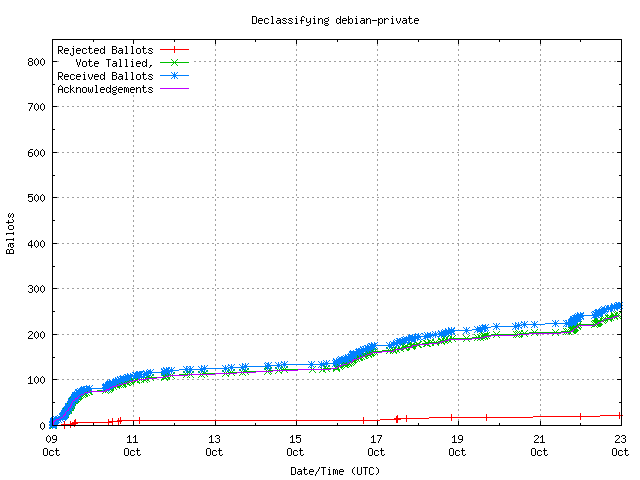 Declassifying debian-private
Rejected Ballots
Vote Tallied,
Received Ballots
Acknowledgements
800
700
600
500
400
300
200
100
0
Ballots
09 11 13 15 17 19 21 23
Oct Oct Oct Oct Oct Oct Oct Oct
Date/Time (UTC)